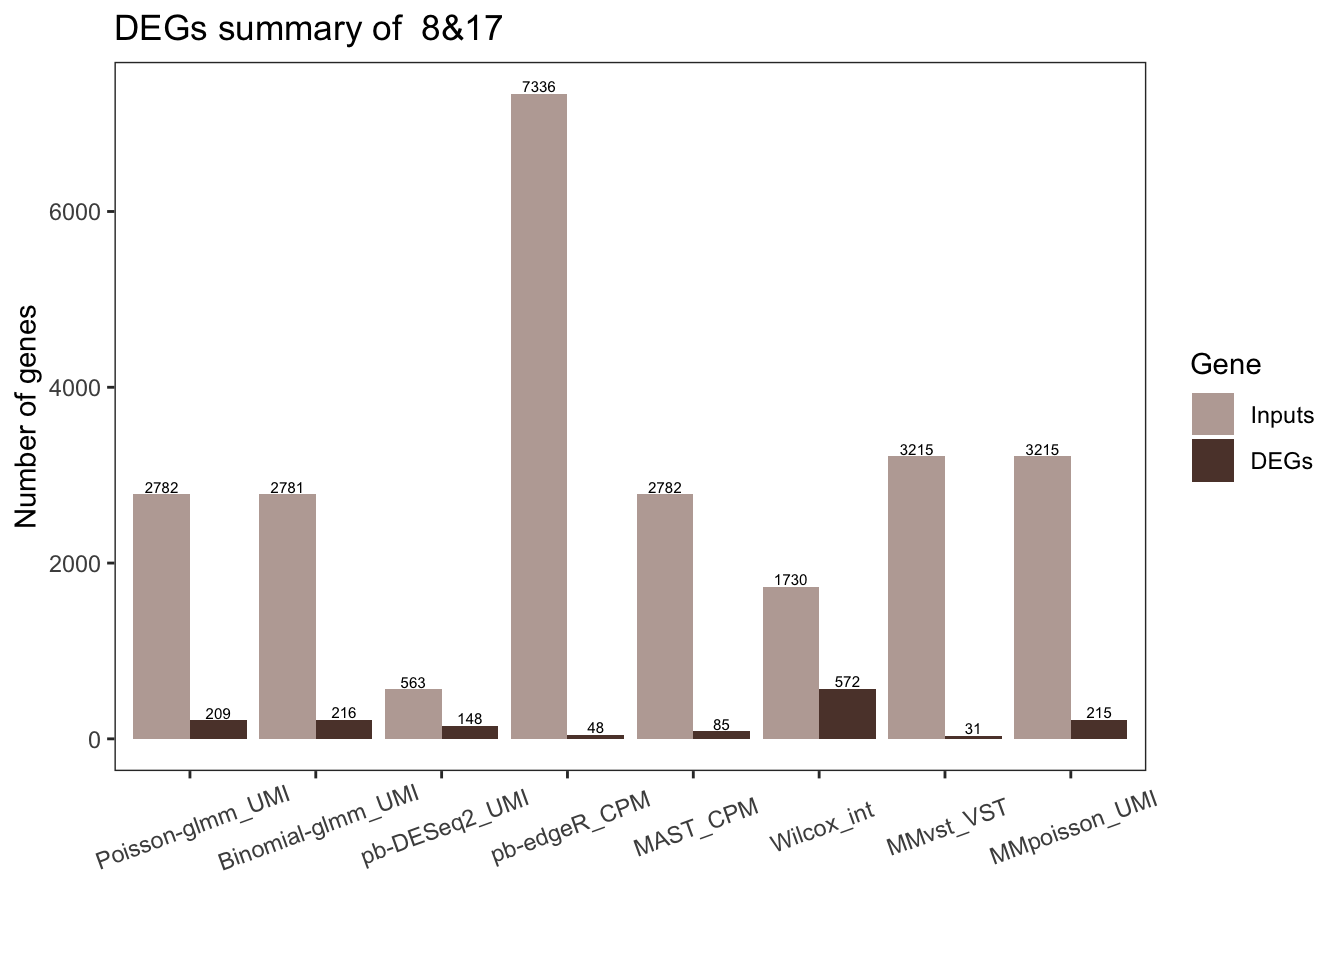 DEGs summary of  8&17
Number of genes
6000
4000
2000
0
2782
209
2781
216
563
148
7336
48
2782
85
1730
572
3215
31
3215
215
Poisson-glmm_UMI
Binomial-glmm_UMI
pb-DESeq2_UMI
pb-edgeR_CPM
MAST_CPM
Wilcox_int
MMvst_VST
MMpoisson_UMI
Gene
Inputs
DEGs